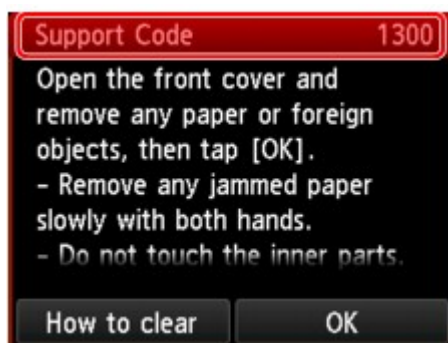 Support Code 1300
Open the front cover and
remove any paper or foreign
objects, then tap [OK].
- Remove any jammed paper
slowly with both hands.
- Do not touch the inner parts.
How to clear OK